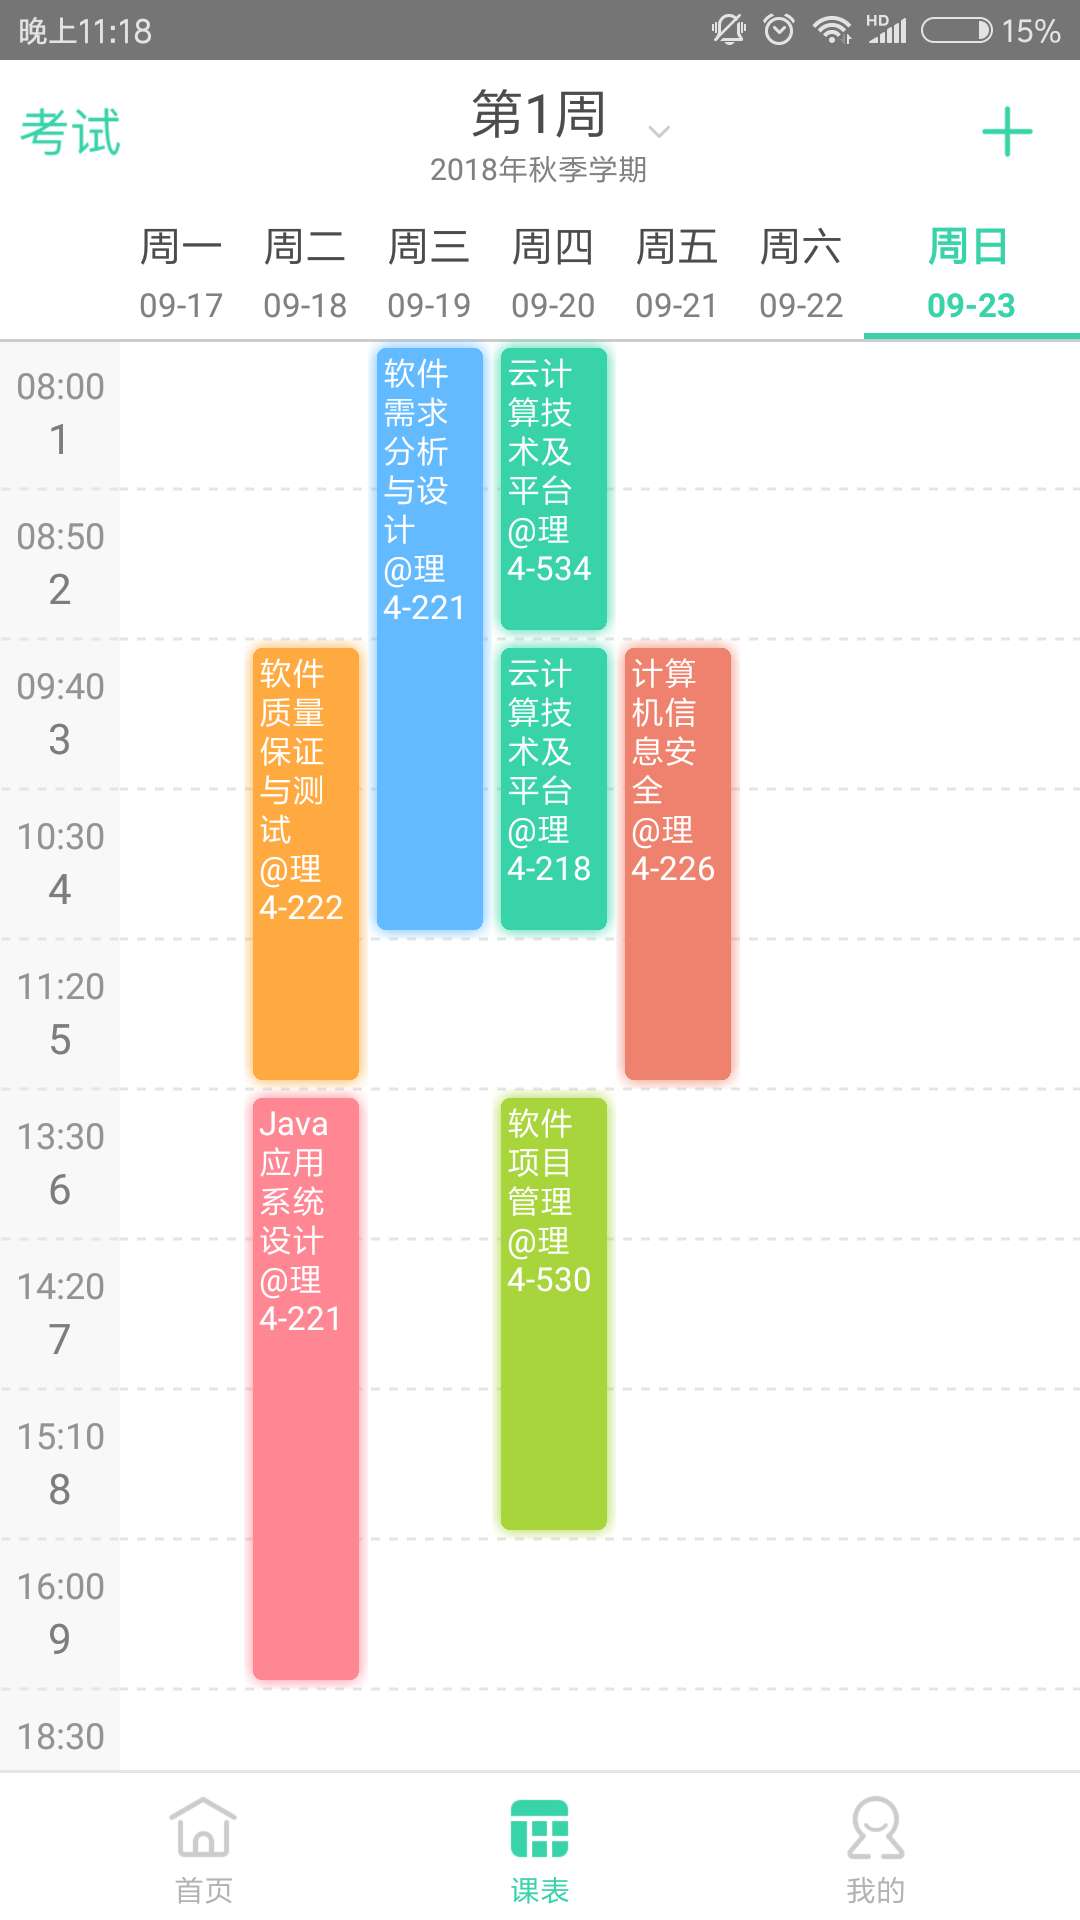 晚上11:18
HD
15%
考试
第1周
2018年秋季学期
周一 周二 周三 周四 周五 周六 周日
09-17 09-18 09-19 09-20 09-21 09-22 09-23
08:00
1
08:50
2
09:40
3
10:30
4
11:20
5
13:30
6
14:20
7
15:10
8
16:00
9
18:30
软件
质量
保证
与测
试
@理
4-222
Java
应用
系统
设计
@理
4-221
软件
需求
分析
与设
计
@理
4-221
云计
算技
术及
平台
@理
4-534
云计
算技
术及
平台
@理
4-218
软件
项目
管理
@理
4-530
计算
机信
息安
全
@理
4-226
首页
课表
我的